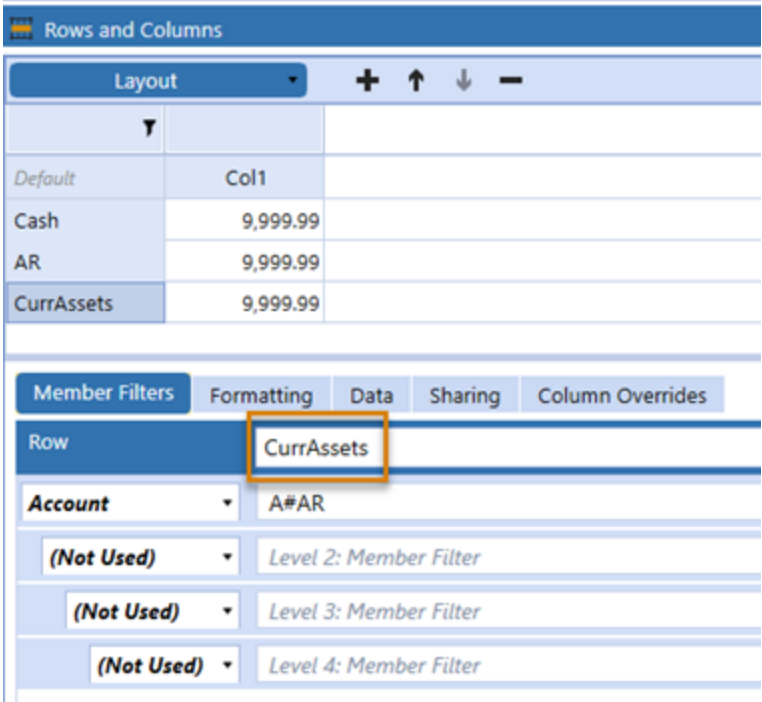 Rows and Columns
Layout
Default Col1
Cash 9,999.99
AR 9,999.99
CurrAssets 9,999.99
Member Filters Formatting Data Sharing Column Overrides
Row CurrAssets
Account A#AR
(Not Used) Level 2: Member Filter
(Not Used) Level 3: Member Filter
(Not Used) Level 4: Member Filter